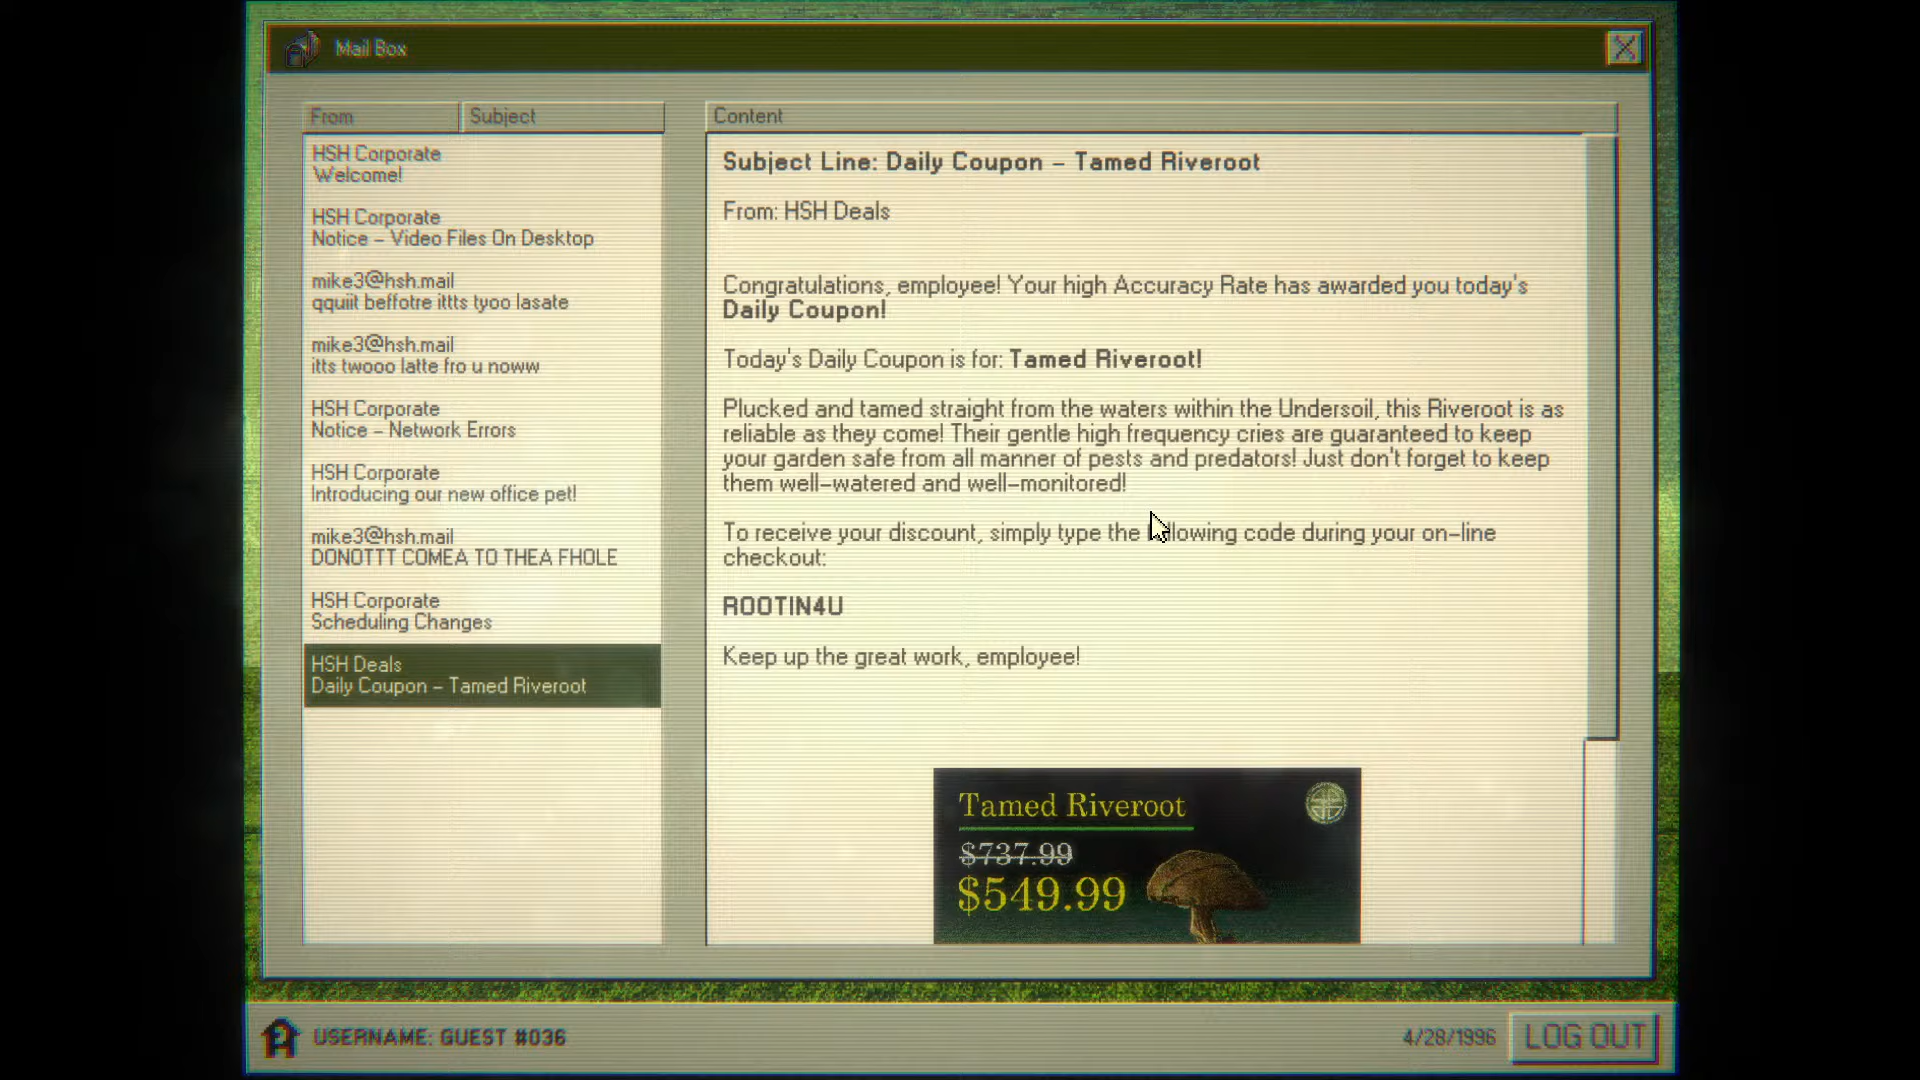 Mail Box
From
Subject
Content
HSH Corporate
Welcome!
HSH Corporate
Notice – Video Files On Desktop
mike3@hsh.mail
qquiit beffotre ittts tyoo lasate
mike3@hsh.mail
itts twooo latte fro u noww
HSH Corporate
Notice – Network Errors
HSH Corporate
Introducing our new office pet!
mike3@hsh.mail
DONOTTT COMEA TO THEA FHOLE
HSH Corporate
Scheduling Changes
HSH Deals
Daily Coupon – Tamed Riveroot
Subject Line: Daily Coupon – Tamed Riveroot
From: HSH Deals
Congratulations, employee! Your high Accuracy Rate has awarded you today's
Daily Coupon!
Today's Daily Coupon is for: Tamed Riveroot!
Plucked and tamed straight from the waters within the Undersoil, this Riveroot is as
reliable as they come! Their gentle high frequency cries are guaranteed to keep
your garden safe from all manner of pests and predators! Just don't forget to keep
them well-watered and well-monitored!
To receive your discount, simply type the following code during your on-line
checkout:
ROOTIN4U
Keep up the great work, employee!
Tamed Riveroot
$737.99
$549.99
USERNAME: GUEST #036
4/28/1996
LOG OUT